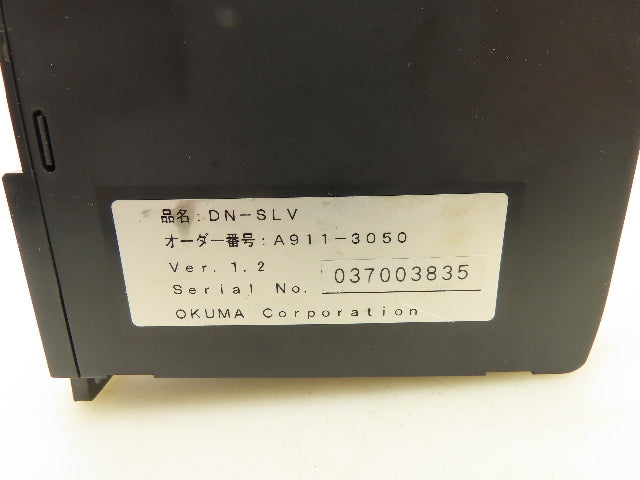 品名:DN-SLV
オーダー番号:A911-3050
Ver. 1.2
Serial No. 037003835
OKUMA Corporation